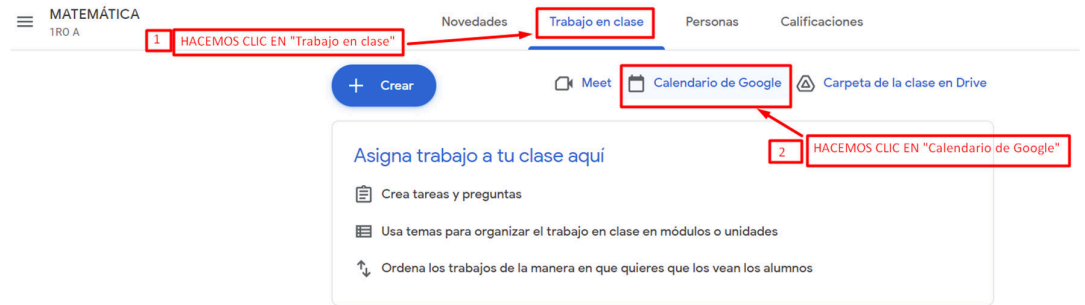 MATEMÁTICA
1RO A
Novedades Trabajo en clase Personas Calificaciones
1 HACEMOS CLIC EN "Trabajo en clase"
+ Crear
Meet Calendario de Google Carpeta de la clase en Drive
2 HACEMOS CLIC EN "Calendario de Google"
Asigna trabajo a tu clase aquí
Crea tareas y preguntas
Usa temas para organizar el trabajo en clase en módulos o unidades
Ordena los trabajos de la manera en que quieres que los vean los alumnos